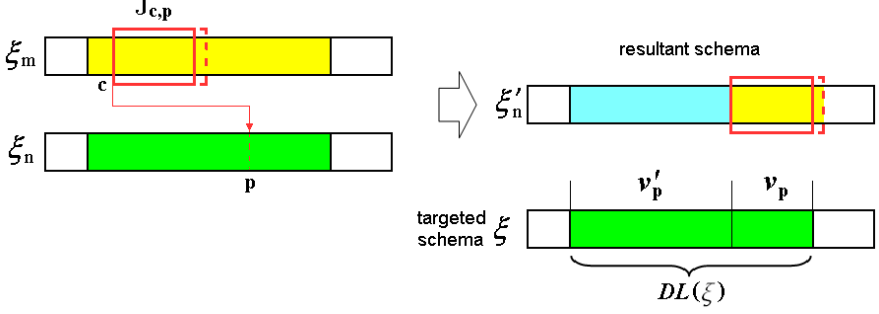 J_{c,p}
ξ_m
c
ξ_n
p
resultant schema
ξ'_n
v'_p v_p
targeted
schema ξ
DL(ξ)